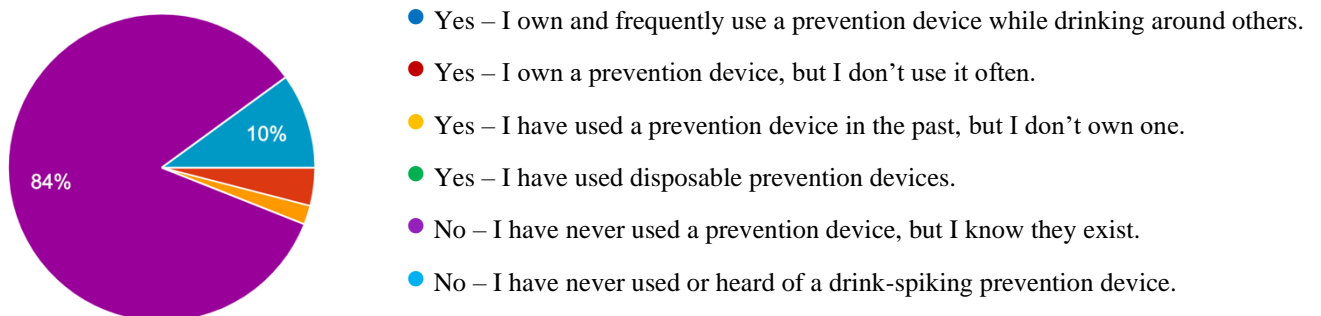 Yes – I own and frequently use a prevention device while drinking around others.
Yes – I own a prevention device, but I don’t use it often.
10%
Yes – I have used a prevention device in the past, but I don’t own one.
84%
Yes – I have used disposable prevention devices.
No – I have never used a prevention device, but I know they exist.
No – I have never used or heard of a drink-spiking prevention device.